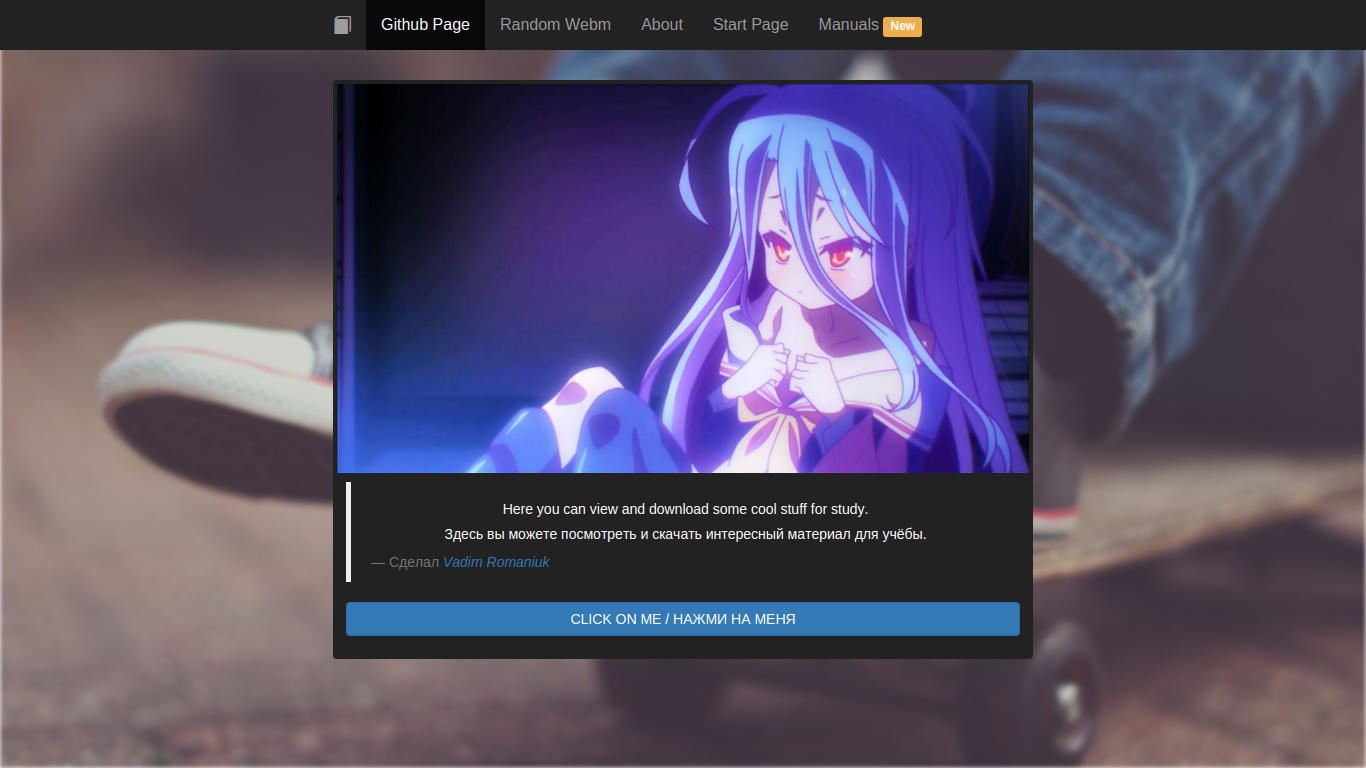 Github Page Random Webm About Start Page Manuals New
Here you can view and download some cool stuff for study.
Здесь вы можете посмотреть и скачать интересный материал для учёбы.
— Сделал Vadim Romaniuk
CLICK ON ME / НАЖМИ НА МЕНЯ